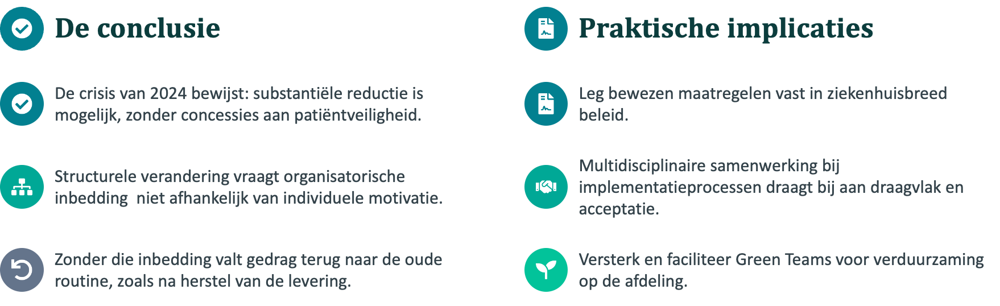 De conclusie
De crisis van 2024 bewijst: substantiële reductie is
mogelijk, zonder concessies aan patiëntveiligheid.
Structurele verandering vraagt organisatorische
inbedding  niet afhankelijk van individuele motivatie.
Zonder die inbedding valt gedrag terug naar de oude
routine, zoals na herstel van de levering.
Praktische implicaties
Leg bewezen maatregelen vast in ziekenhuisbreed
beleid.
Multidisciplinaire samenwerking bij
implementatieprocessen draagt bij aan draagvlak en
acceptatie.
Versterk en faciliteer Green Teams voor verduurzaming
op de afdeling.